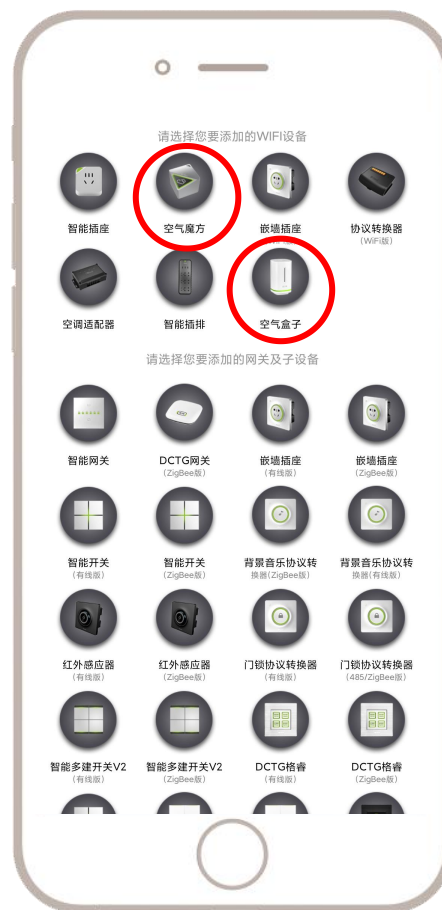 请选择您要添加的WIFI设备
智能插座 空气魔方 嵌墙插座 协议转换器
(WiFi版)
空调适配器 智能插排 空气盒子
请选择您要添加的网关及子设备
智能网关 DCTG网关 嵌墙插座 嵌墙插座
(ZigBee版) (有线版) (ZigBee版)
智能开关 智能开关 背景音乐协议转 背景音乐协议转
(有线版) (ZigBee版) 换器(ZigBee版) 换器(有线版)
红外感应器 红外感应器 门锁协议转换器 门锁协议转换器
(有线版) (ZigBee版) (有线版) (485/ZigBee版)
智能多建开关V2 智能多建开关V2 DCTG格睿 DCTG格睿
(有线版) (ZigBee版) (有线版) (ZigBee版)